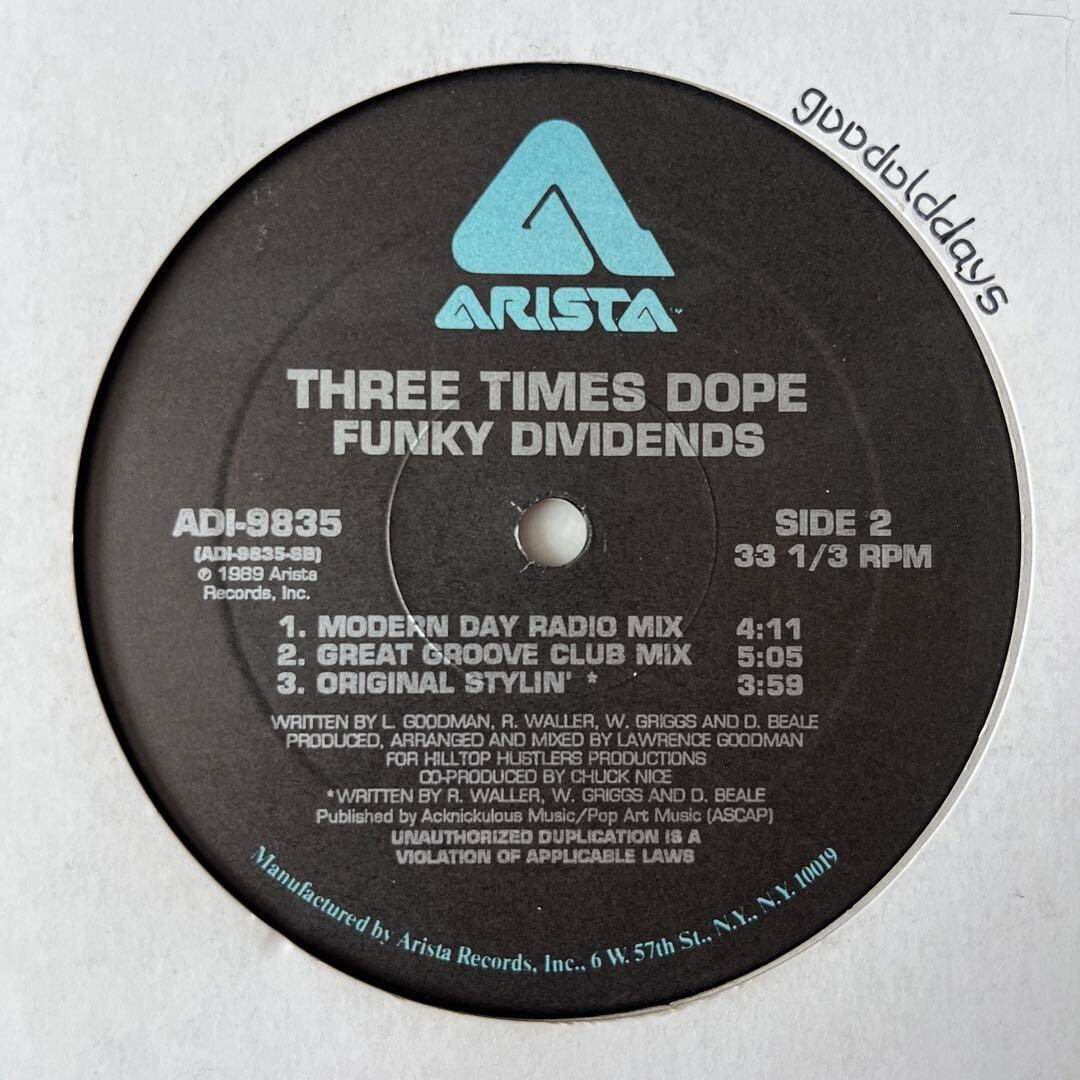 gooddolddays
ARISTA™
THREE TIMES DOPE
FUNKY DIVIDENDS
ADI-9835
(ADI-9835-SB)
℗ 1989 Arista
Records, Inc.
SIDE 2
33 1/3 RPM
1. MODERN DAY RADIO MIX 4:11
2. GREAT GROOVE CLUB MIX 5:05
3. ORIGINAL STYLIN' * 3:59
WRITTEN BY L. GOODMAN, R. WALLER, W. GRIGGS AND D. BEALE
PRODUCED, ARRANGED AND MIXED BY LAWRENCE GOODMAN
FOR HILLTOP HUSTLERS PRODUCTIONS
CO-PRODUCED BY CHUCK NICE
*WRITTEN BY R. WALLER, W. GRIGGS AND D. BEALE
Published by Acknickulous Music/Pop Art Music (ASCAP)
UNAUTHORIZED DUPLICATION IS A
VIOLATION OF APPLICABLE LAWS
Manufactured by Arista Records, Inc., 6 W. 57th St., N.Y., N.Y. 10019